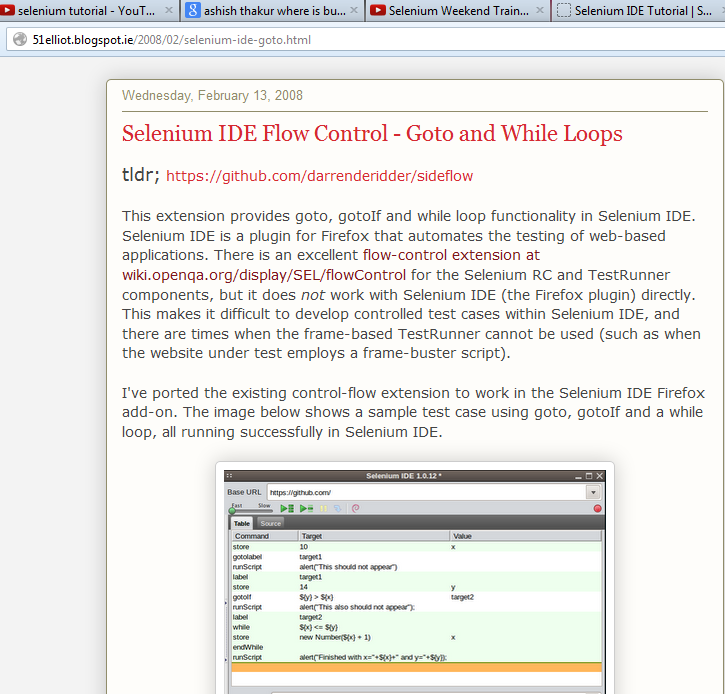 selenium tutorial - YouT...
ashish thakur where is bu...
Selenium Weekend Train...
Selenium IDE Tutorial | S...
51elliot.blogspot.ie/2008/02/selenium-ide-goto.html
Wednesday, February 13, 2008
Selenium IDE Flow Control - Goto and While Loops
tldr; https://github.com/darrenderidder/sideflow
This extension provides goto, gotoIf and while loop functionality in Selenium IDE.
Selenium IDE is a plugin for Firefox that automates the testing of web-based
applications. There is an excellent flow-control extension at
wiki.openqa.org/display/SEL/flowControl for the Selenium RC and TestRunner
components, but it does not work with Selenium IDE (the Firefox plugin) directly.
This makes it difficult to develop controlled test cases within Selenium IDE, and
there are times when the frame-based TestRunner cannot be used (such as when
the website under test employs a frame-buster script).
I've ported the existing control-flow extension to work in the Selenium IDE Firefox
add-on. The image below shows a sample test case using goto, gotoIf and a while
loop, all running successfully in Selenium IDE.
Selenium IDE 1.0.12 *
Base URL https://github.com/
Fast Slow
Table Source
Command Target Value
store 10 x
gotolabel target1
runScript alert("This should not appear")
label target1
store 14 y
gotoIf ${y} > ${x} target2
runScript alert("This also should not appear");
label target2
while ${x} <= ${y}
store new Number(${x} + 1) x
endWhile
runScript alert("Finished with x="+${x}+" and y="+${y});